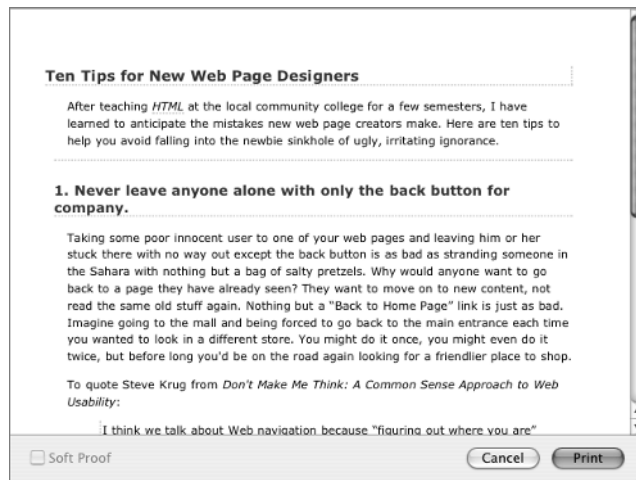 Ten Tips for New Web Page Designers
After teaching HTML at the local community college for a few semesters, I have
learned to anticipate the mistakes new web page creators make. Here are ten tips to
help you avoid falling into the newbie sinkhole of ugly, irritating ignorance.
1. Never leave anyone alone with only the back button for
company.
Taking some poor innocent user to one of your web pages and leaving him or her
stuck there with no way out except the back button is as bad as stranding someone in
the Sahara with nothing but a bag of salty pretzels. Why would anyone want to go
back to a page they have already seen? They want to move on to new content, not
read the same old stuff again. Nothing but a “Back to Home Page” link is just as bad.
Imagine going to the mall and being forced to go back to the main entrance each time
you wanted to look in a different store. You might do it once, you might even do it
twice, but before long you'd be on the road again looking for a friendlier place to shop.
To quote Steve Krug from Don't Make Me Think: A Common Sense Approach to Web
Usability:
I think we talk about Web navigation because “figuring out where you are”
Soft Proof
Cancel
Print